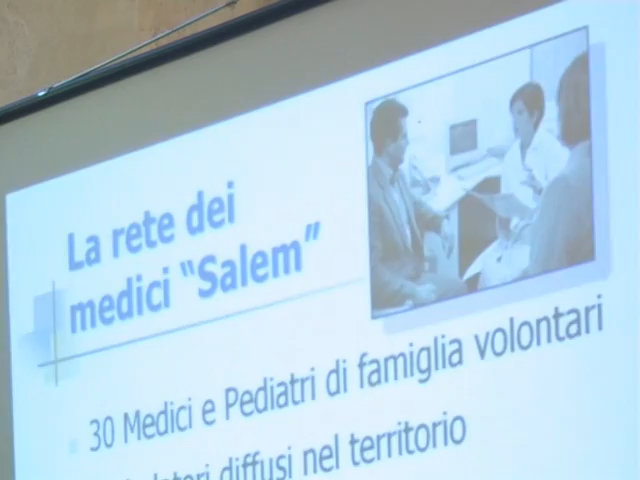 La rete dei
medici “Salem”
30 Medici e Pediatri di famiglia volontari
diffusi nel territorio